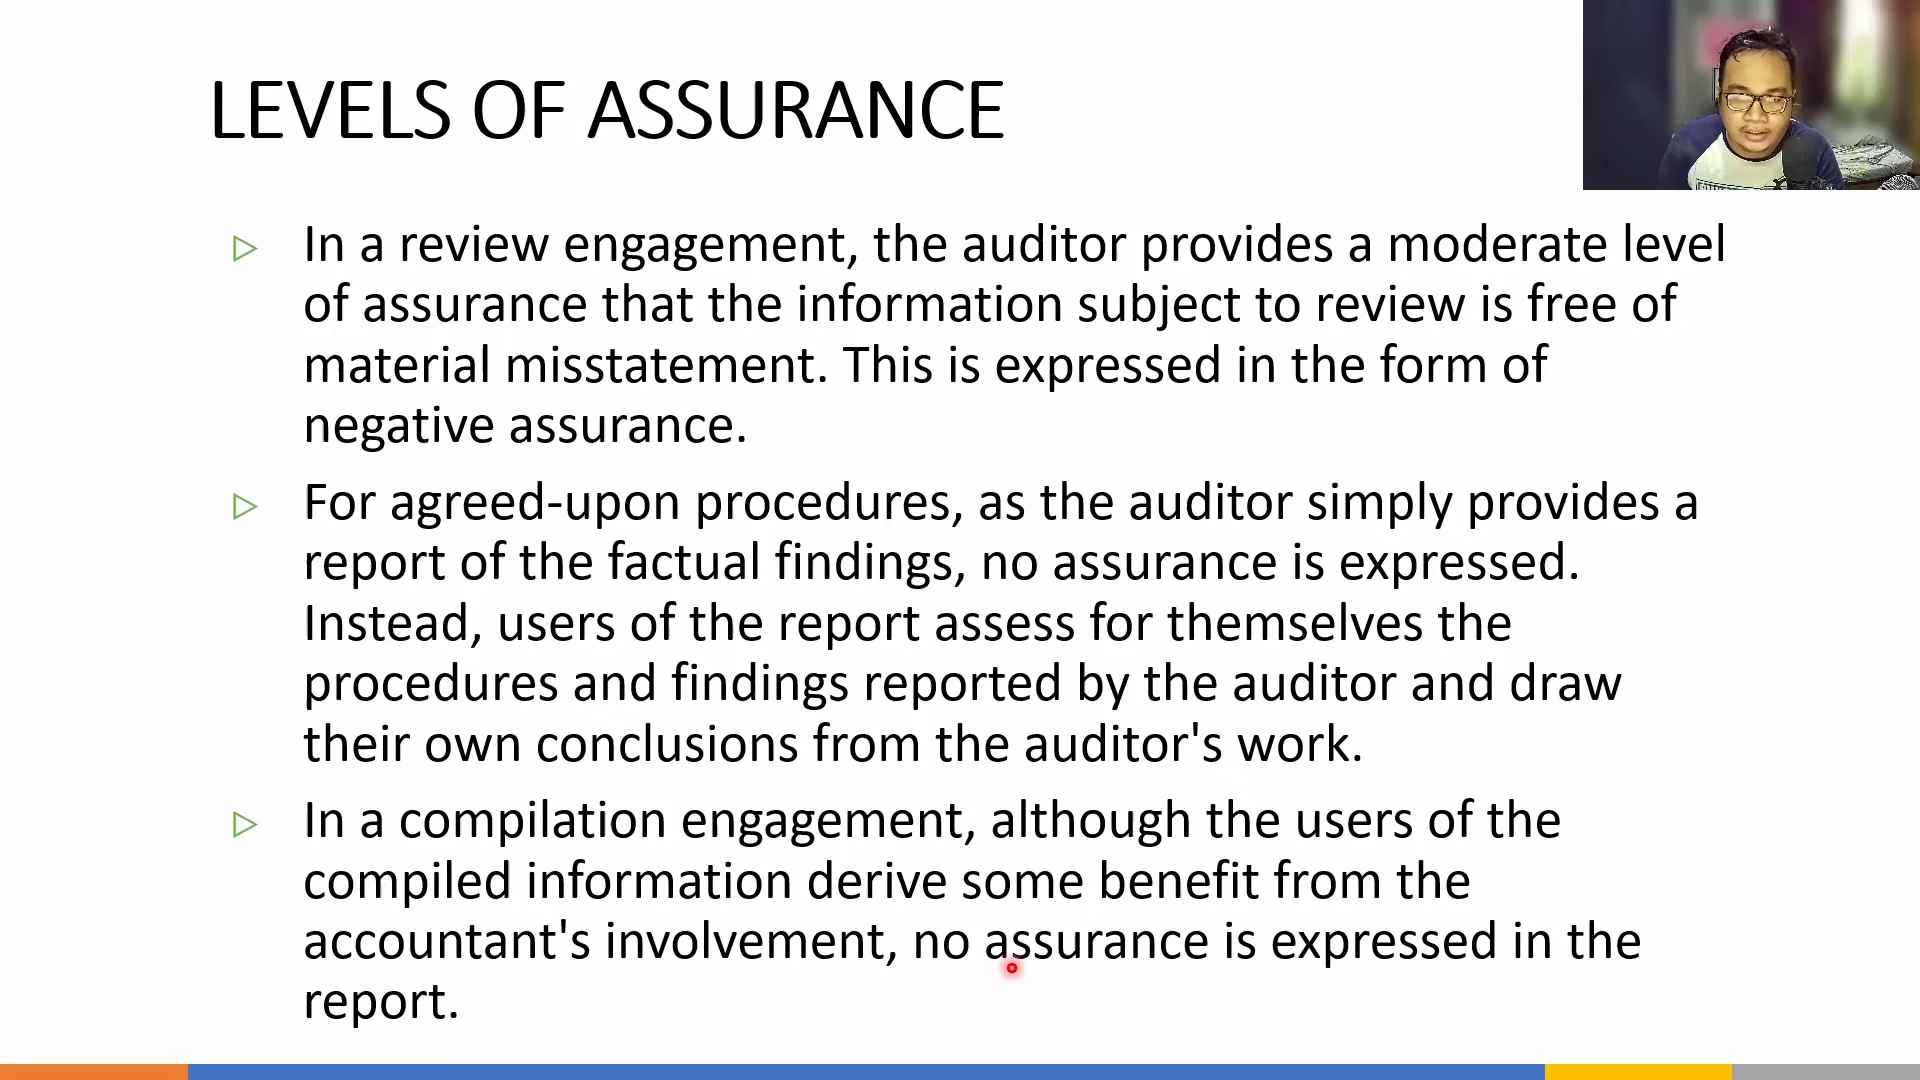 LEVELS OF ASSURANCE
In a review engagement, the auditor provides a moderate level
of assurance that the information subject to review is free of
material misstatement. This is expressed in the form of
negative assurance.
For agreed-upon procedures, as the auditor simply provides a
report of the factual findings, no assurance is expressed.
Instead, users of the report assess for themselves the
procedures and findings reported by the auditor and draw
their own conclusions from the auditor's work.
In a compilation engagement, although the users of the
compiled information derive some benefit from the
accountant's involvement, no assurance is expressed in the
report.